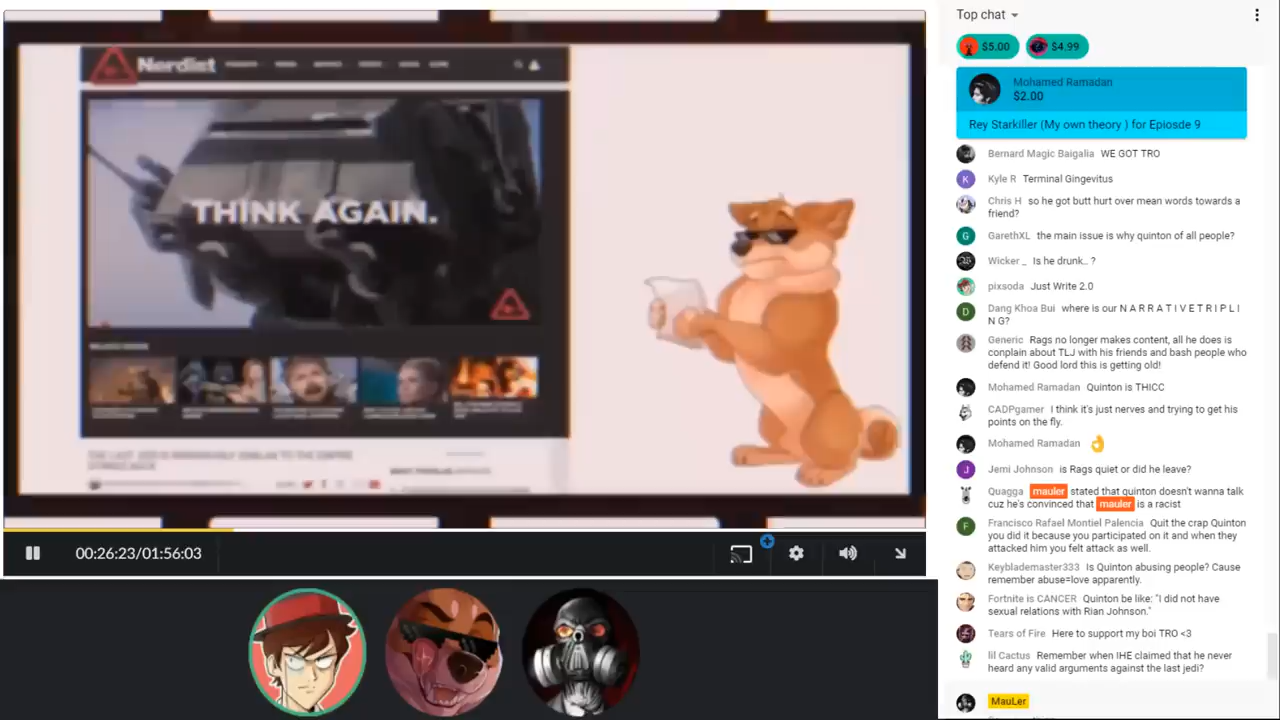 Nerdist
THINK AGAIN.
00:26:23/01:56:03
Top chat
$5.00
$4.99
Mohamed Ramadan
$2.00
Rey Starkiller (My own theory ) for Epiosde 9
Bernard Magic Baigalia WE GOT TRO
K
Kyle R Terminal Gingevitus
Chris H so he got butt hurt over mean words towards a
friend?
G
GarethXL the main issue is why quinton of all people?
Wicker _ Is he drunk.. ?
pixsoda Just Write 2.0
D
Dang Khoa Bui where is our N A R R A T I V E T R I P L I
N G?
Generic Rags no longer makes content, all he does is
conplain about TLJ with his friends and bash people who
defend it! Good lord this is getting old!
Mohamed Ramadan Quinton is THICC
CADPgamer I think it's just nerves and trying to get his
points on the fly.
Mohamed Ramadan 👌
J
Jemi Johnson is Rags quiet or did he leave?
Quagga mauler stated that quinton doesn't wanna talk
cuz he's convinced that mauler is a racist
F
Francisco Rafael Montiel Palencia Quit the crap Quinton
you did it because you participated on it and when they
attacked him you felt attack as well.
Keyblademaster333 Is Quinton abusing people? Cause
remember abuse=love apparently.
Fortnite is CANCER Quinton be like: "I did not have
sexual relations with Rian Johnson."
Tears of Fire Here to support my boi TRO <3
lil Cactus Remember when IHE claimed that he never
heard any valid arguments against the last jedi?
MauLer